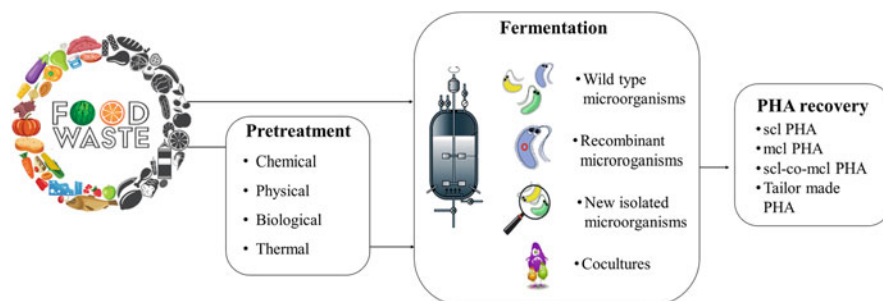 FOOD
WASTE
Pretreatment
• Chemical
• Physical
• Biological
• Thermal
Fermentation
• Wild type
microorganisms
• Recombinant
microroganisms
• New isolated
microorganisms
• Cocultures
PHA recovery
• scl PHA
• mcl PHA
• scl-co-mcl PHA
• Tailor made
PHA